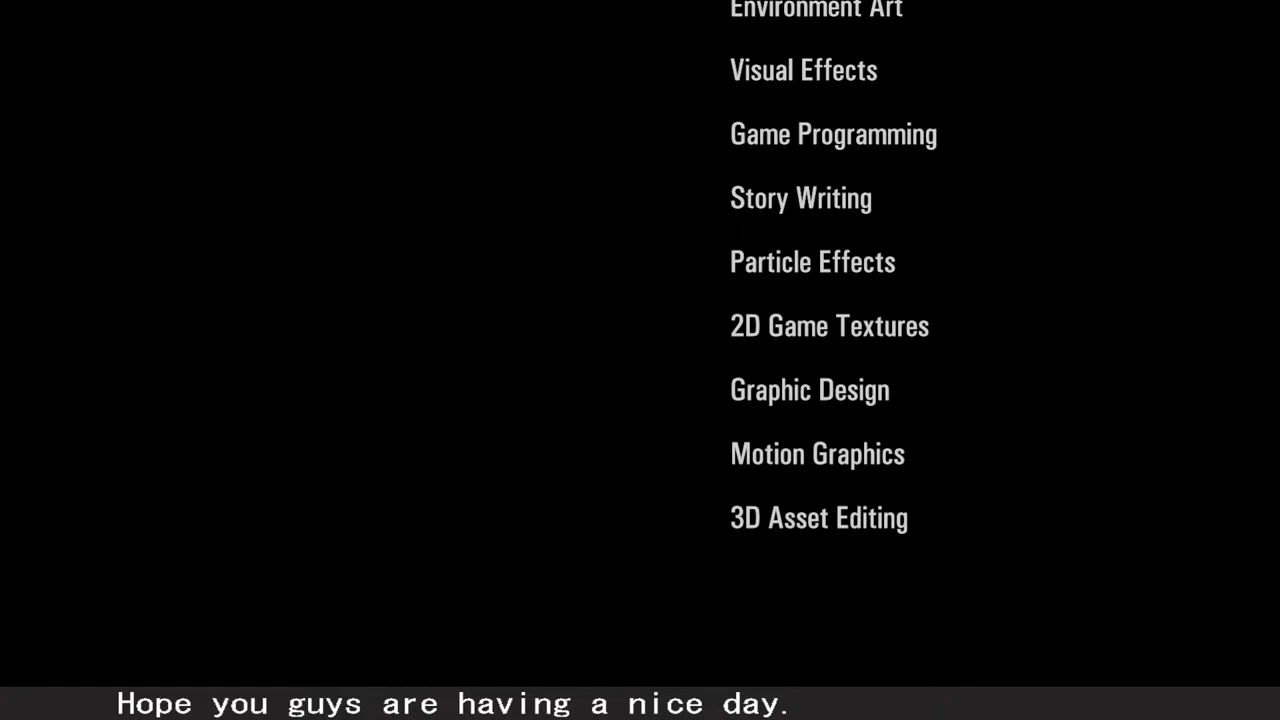 Environment Art
Visual Effects
Game Programming
Story Writing
Particle Effects
2D Game Textures
Graphic Design
Motion Graphics
3D Asset Editing
Hope you guys are having a nice day.